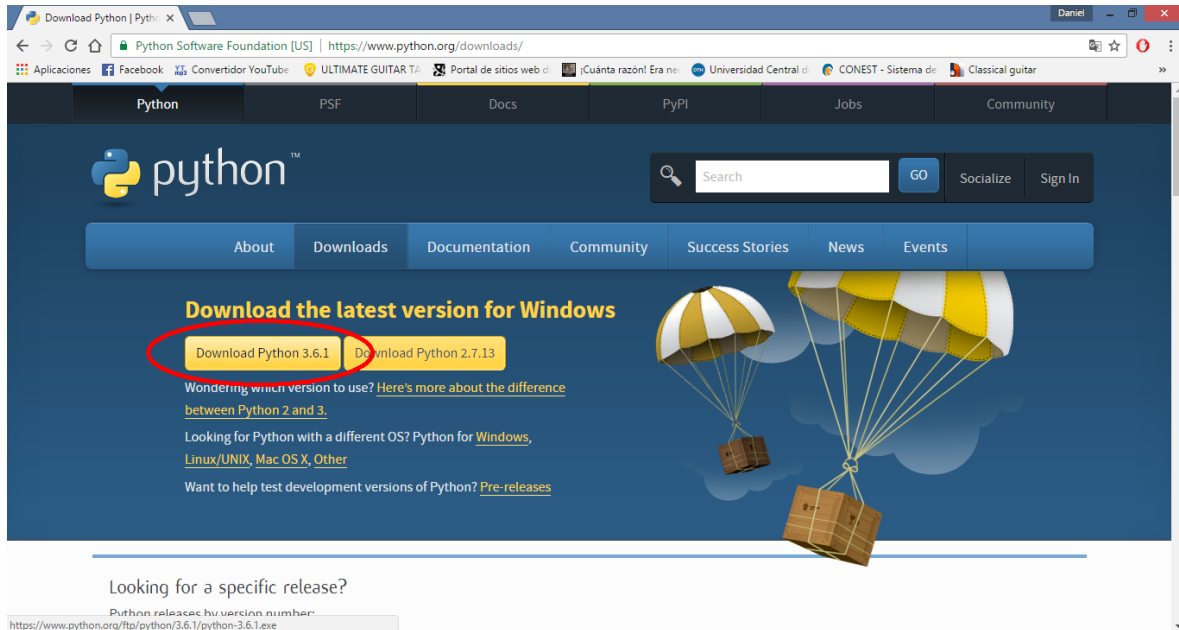 Download Python | Pytho
Daniel
Python Software Foundation [US] | https://www.python.org/downloads/
Aplicaciones Facebook Convertidor YouTube ULTIMATE GUITAR TA Portal de sitios web d ¡Cuánta razón! Era ne Universidad Central d CONEST - Sistema de Classical guitar »
Python PSF Docs PyPI Jobs Community
python™
Search GO Socialize Sign In
About Downloads Documentation Community Success Stories News Events
Download the latest version for Windows
Download Python 3.6.1 Download Python 2.7.13
Wondering which version to use? Here's more about the difference
between Python 2 and 3.
Looking for Python with a different OS? Python for Windows,
Linux/UNIX, Mac OS X, Other
Want to help test development versions of Python? Pre-releases
Looking for a specific release?
Python releases by version number:
https://www.python.org/ftp/python/3.6.1/python-3.6.1.exe